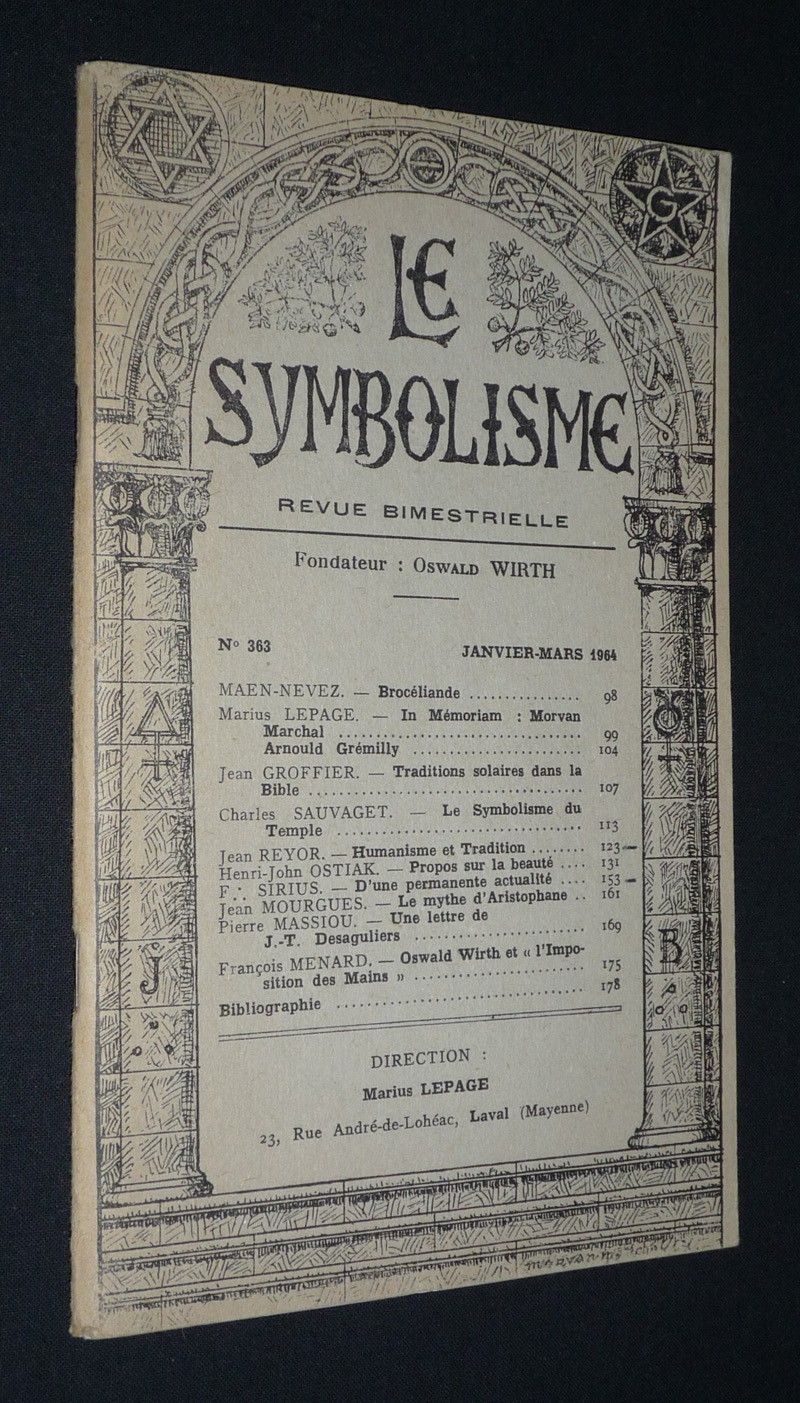 G
LE
SYMBOLISME
REVUE BIMESTRIELLE
Fondateur : OSWALD WIRTH
No 363
JANVIER-MARS 1964
MAEN-NEVEZ. — Brocéliande ............... 98
Marius LEPAGE. — In Mémoriam : Morvan
Marchal ............................... 99
Arnould Grémilly ...................... 104
Jean GROFFIER. — Traditions solaires dans la
Bible ................................... 107
Charles SAUVAGET. — Le Symbolisme du
Temple ................................ 113
Jean REYOR. — Humanisme et Tradition ........ 123
Henri-John OSTIAK. — Propos sur la beauté .... 131
F∴ SIRIUS. — D'une permanente actualité .... 153
Jean MOURGUES. — Le mythe d'Aristophane .. 161
Pierre MASSIOU. — Une lettre de
J.-T. Desaguliers ...................... 169
François MENARD. — Oswald Wirth et « l'Impo-
sition des Mains » ...................... 175
Bibliographie ............................... 178
J
B
DIRECTION :
Marius LEPAGE
23, Rue André-de-Lohéac, Laval (Mayenne)